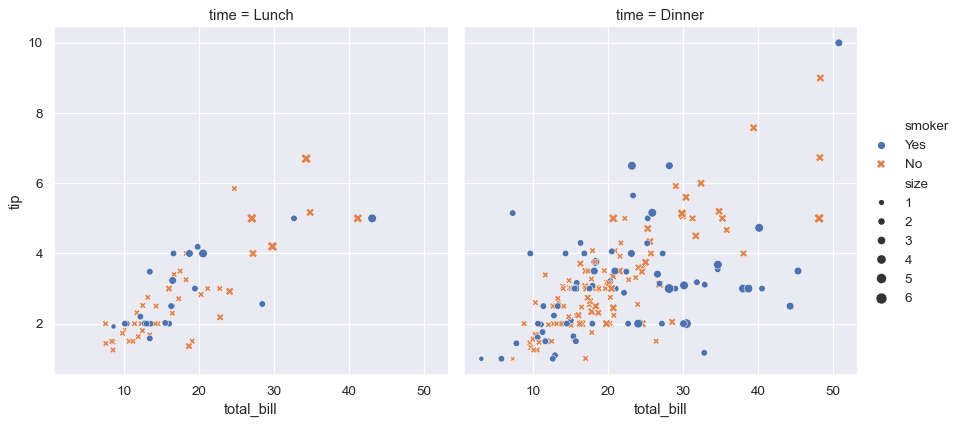 time = Lunch
time = Dinner
10
8
6
4
2
tip
10
20
30
40
50
total_bill
10
20
30
40
50
total_bill
smoker
Yes
No
size
1
2
3
4
5
6